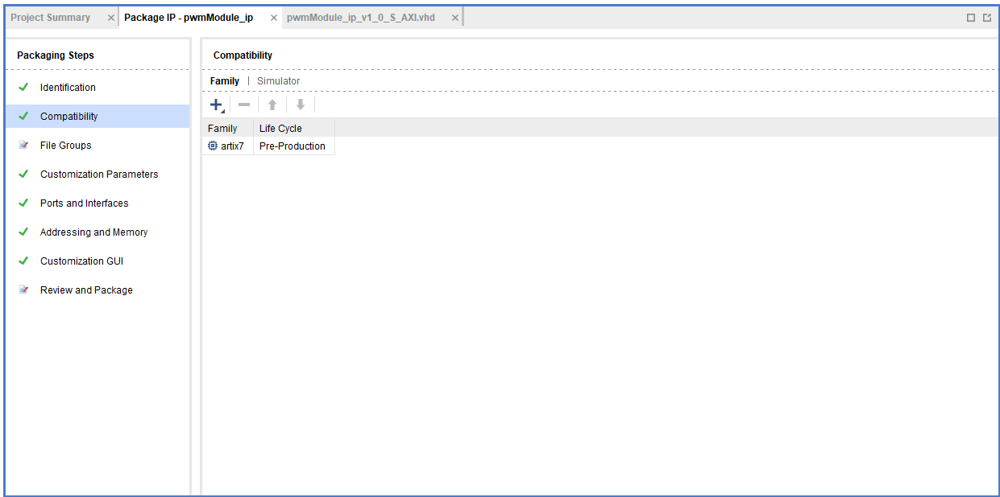 Project Summary
Package IP - pwmModule_ip
pwmModule_ip_v1_0_S_AXI.vhd
Packaging Steps
Identification
Compatibility
File Groups
Customization Parameters
Ports and Interfaces
Addressing and Memory
Customization GUI
Review and Package
Compatibility
Family | Simulator
Family Life Cycle
artix7 Pre-Production